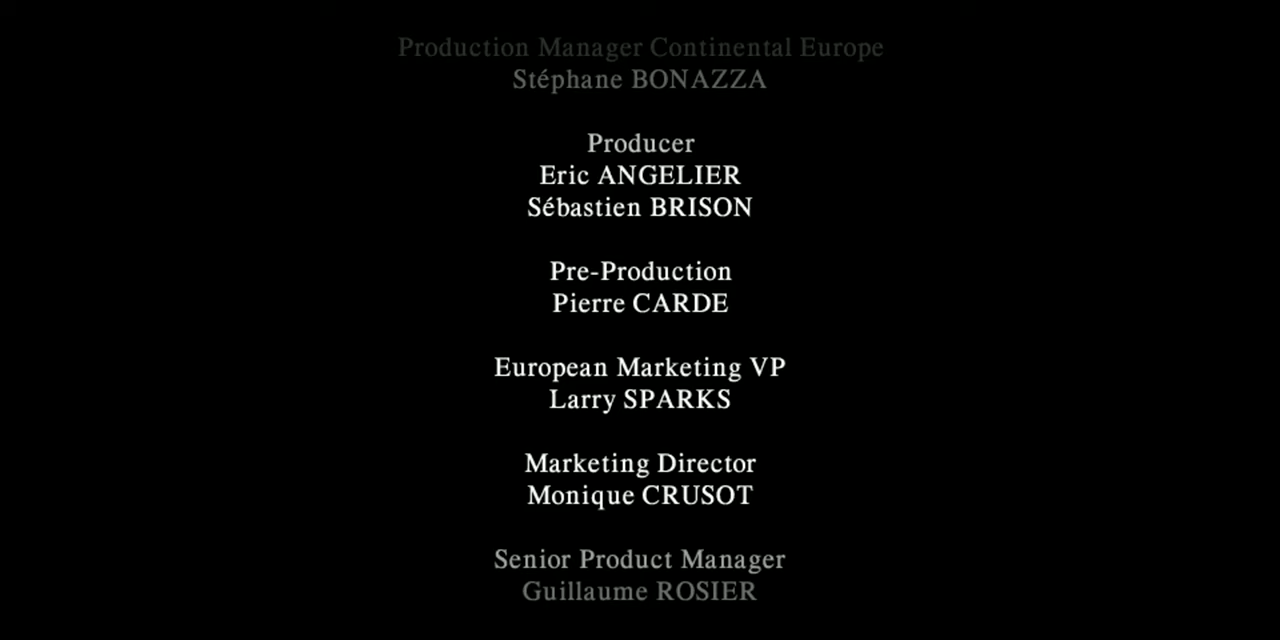 Production Manager Continental Europe
Stéphane BONAZZA
Producer
Eric ANGELIER
Sébastien BRISON
Pre-Production
Pierre CARDE
European Marketing VP
Larry SPARKS
Marketing Director
Monique CRUSOT
Senior Product Manager
Guillaume ROSIER